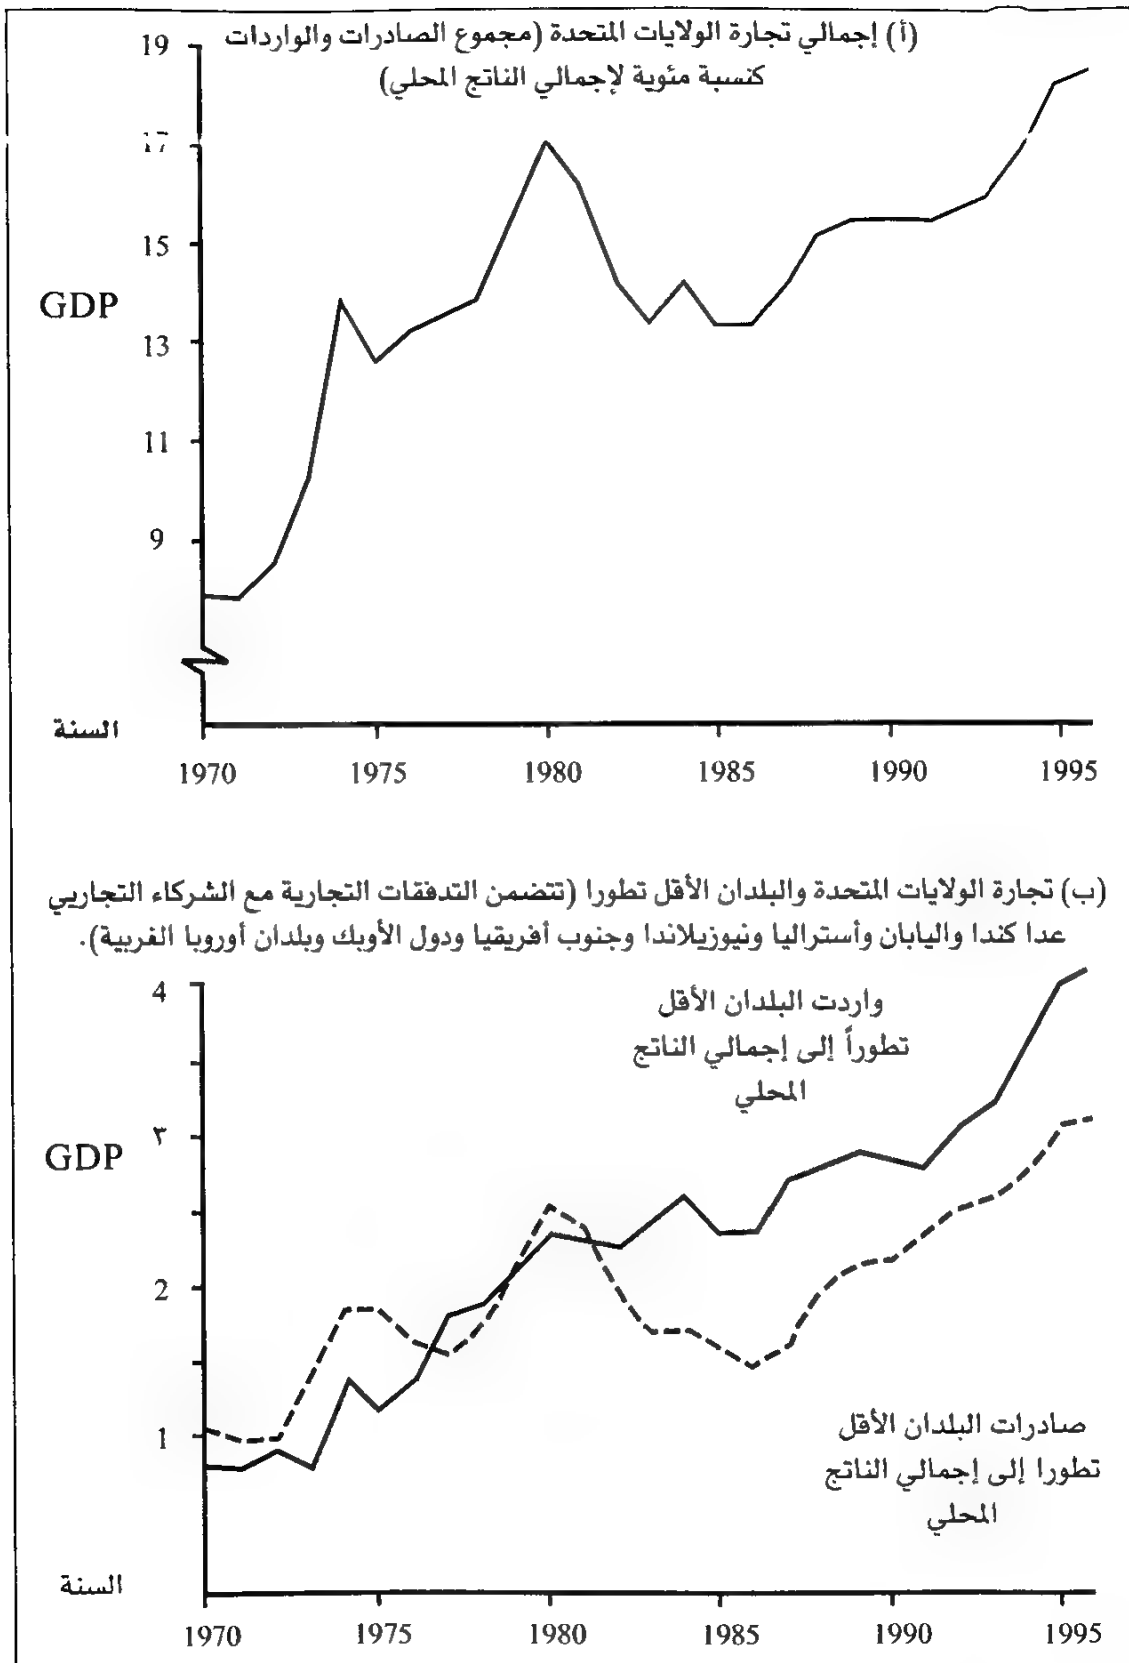 (أ) إجمالي تجارة الولايات المتحدة (مجموع الصادرات والواردات
كنسبة مئوية لإجمالي الناتج المحلي)
19
17
15
GDP
13
11
9
السنة
1970 1975 1980 1985 1990 1995
(ب) تجارة الولايات المتحدة والبلدان الأقل تطورا (تتضمن التدفقات التجارية مع الشركاء التجاريي
عدا كندا واليابان وأستراليا ونيوزيلاندا وجنوب أفريقيا ودول الأوبك وبلدان أوروبا الغربية).
4
واردت البلدان الأقل
تطوراً إلى إجمالي الناتج
المحلي
٣
GDP
2
1
صادرات البلدان الأقل
تطورا إلى إجمالي الناتج
المحلي
السنة
1970 1975 1980 1985 1990 1995